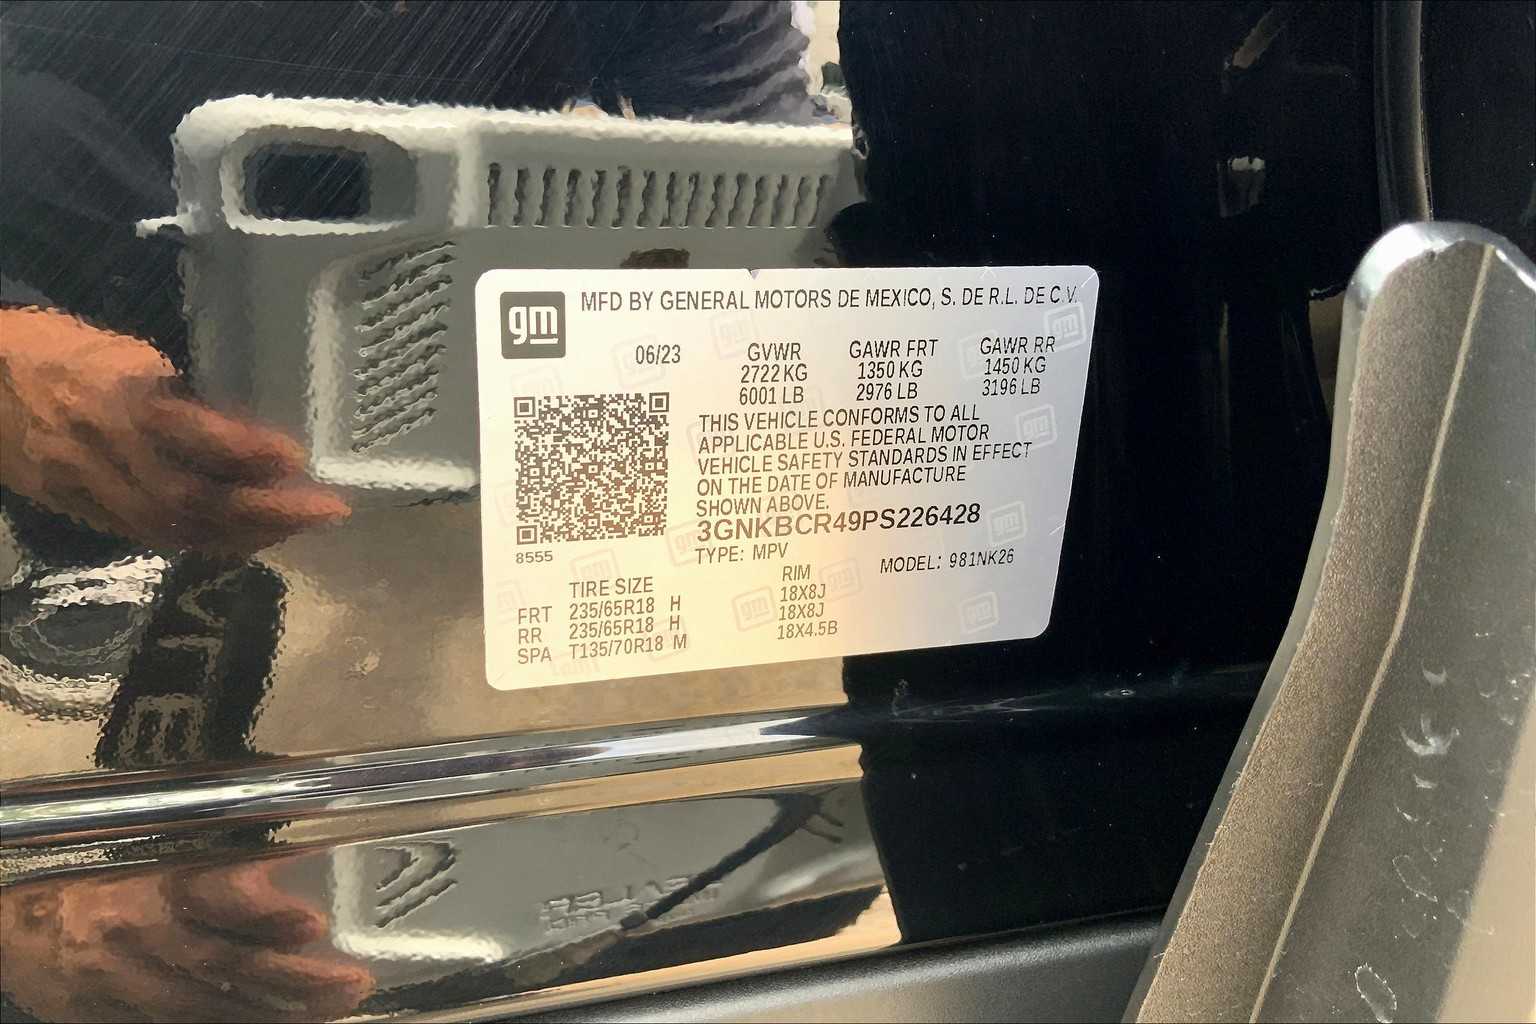 gm MFD BY GENERAL MOTORS DE MEXICO, S. DE R.L. DE C.V.
06/23 GVWR GAWR FRT GAWR RR
2722 KG 1350 KG 1450 KG
6001 LB 2976 LB 3196 LB
THIS VEHICLE CONFORMS TO ALL
APPLICABLE U.S. FEDERAL MOTOR
VEHICLE SAFETY STANDARDS IN EFFECT
ON THE DATE OF MANUFACTURE
SHOWN ABOVE.
3GNKBCR49PS226428
8555 TYPE: MPV MODEL: 981NK26
TIRE SIZE RIM
FRT 235/65R18 H 18X8J
RR 235/65R18 H 18X8J
SPA T135/70R18 M 18X4.5B